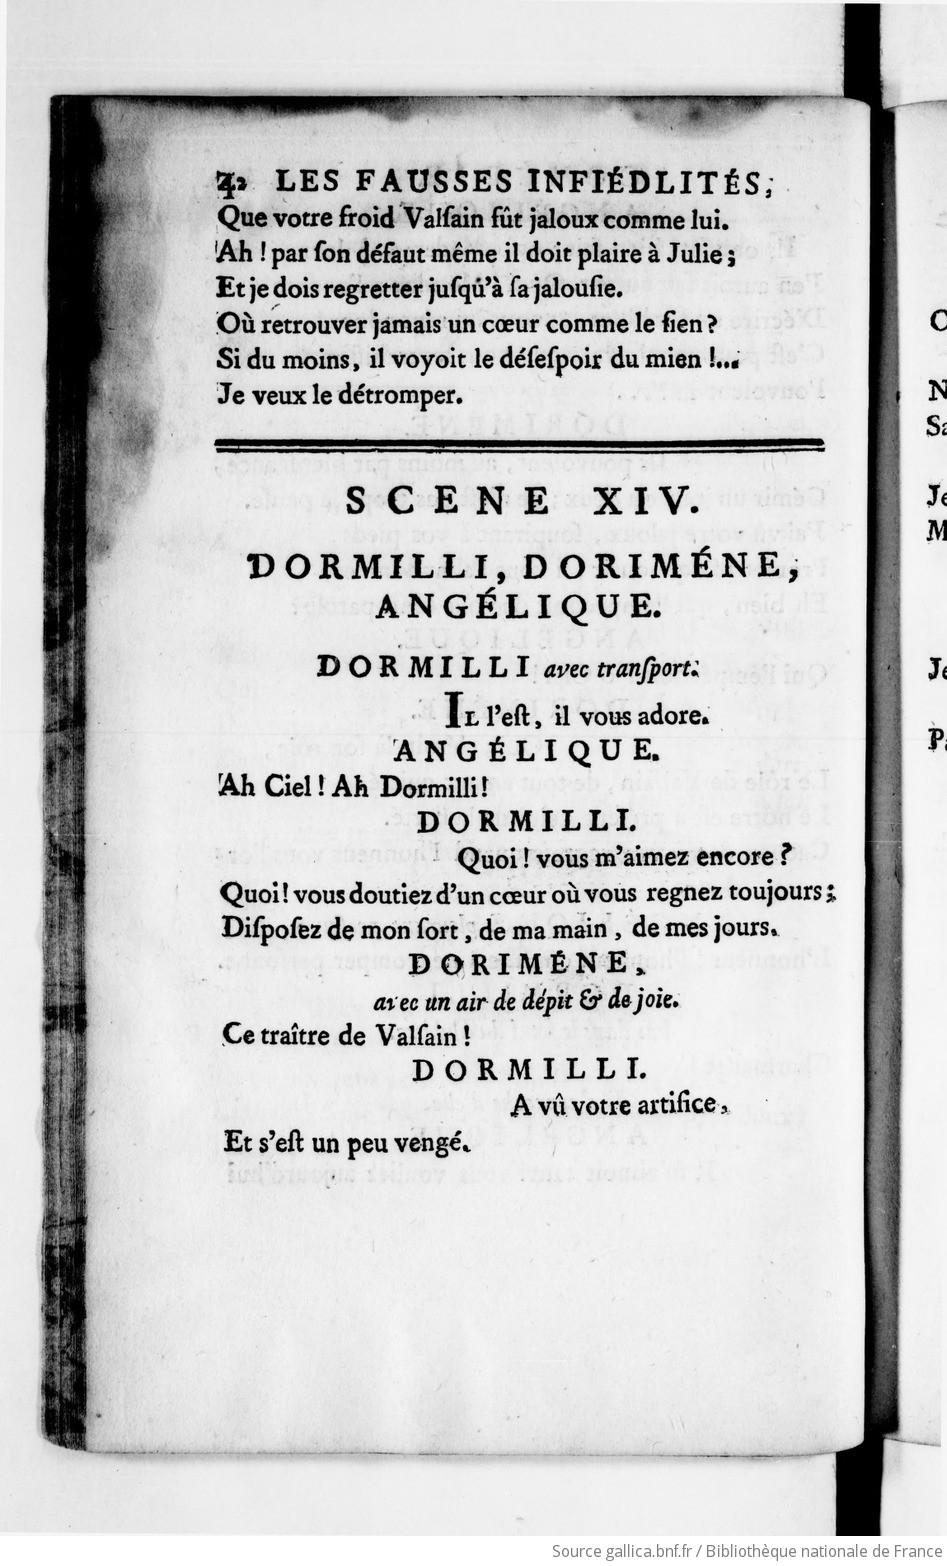 42 LES FAUSSES INFIÉDLITÉS;
Que votre froid Valſain fût jaloux comme lui.
Ah ! par ſon défaut même il doit plaire à Julie ;
Et je dois regretter juſqu'à ſa jalouſie.
Où retrouver jamais un cœur comme le ſien ?
Si du moins, il voyoit le déſeſpoir du mien !...
Je veux le détromper.
SCENE XIV.
DORMILLI, DORIMÉNE,
ANGÉLIQUE.
DORMILLI avec tranſport.
IL l'eſt, il vous adore.
ANGÉLIQUE.
Ah Ciel ! Ah Dormilli !
DORMILLI.
Quoi ! vous m'aimez encore ?
Quoi ! vous doutiez d'un cœur où vous regnez toujours ;
Diſpoſez de mon ſort, de ma main, de mes jours.
DORIMÉNE,
avec un air de dépit & de joie.
Ce traître de Valſain !
DORMILLI.
A vû votre artifice,
Et s'eſt un peu vengé.
N
Sa
Je
M
Je
Source gallica.bnf.fr / Bibliothèque nationale de France